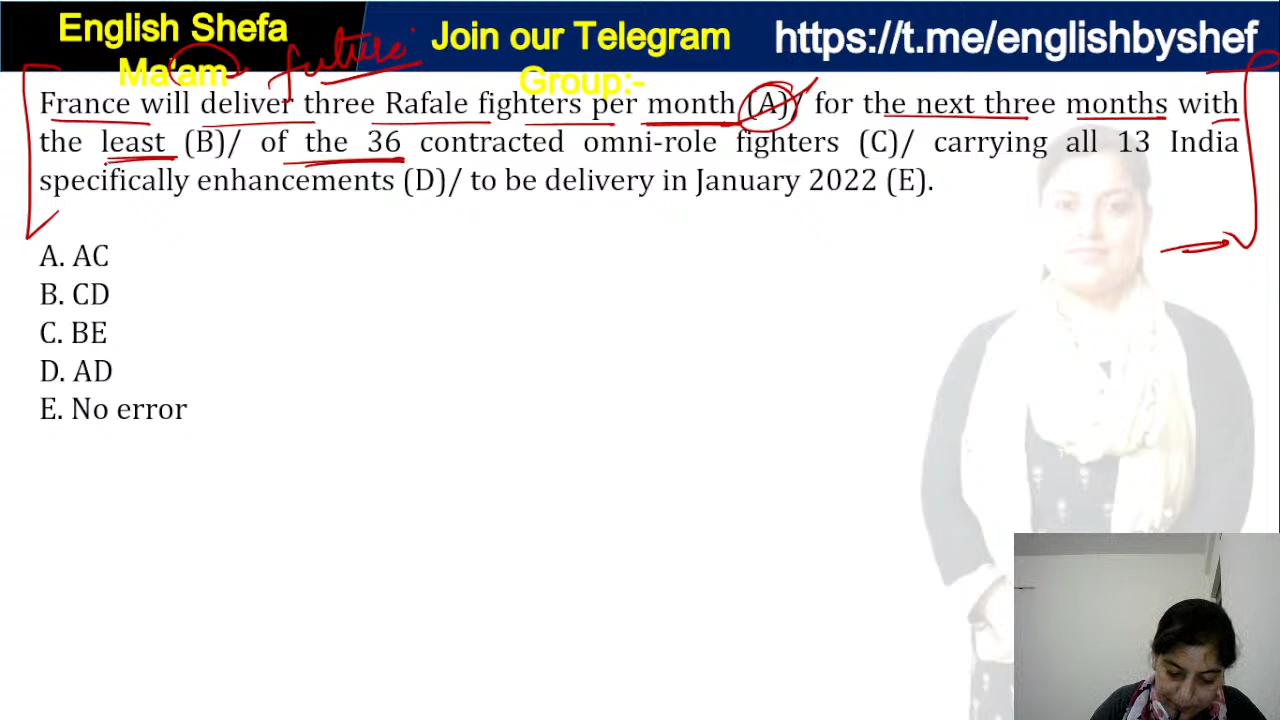 English Shefa
Ma'am
future
Join our Telegram
Group:-
https://t.me/englishbyshef
France will deliver three Rafale fighters per month (A)/ for the next three months with
the least (B)/ of the 36 contracted omni-role fighters (C)/ carrying all 13 India
specifically enhancements (D)/ to be delivery in January 2022 (E).
A. AC
B. CD
C. BE
D. AD
E. No error